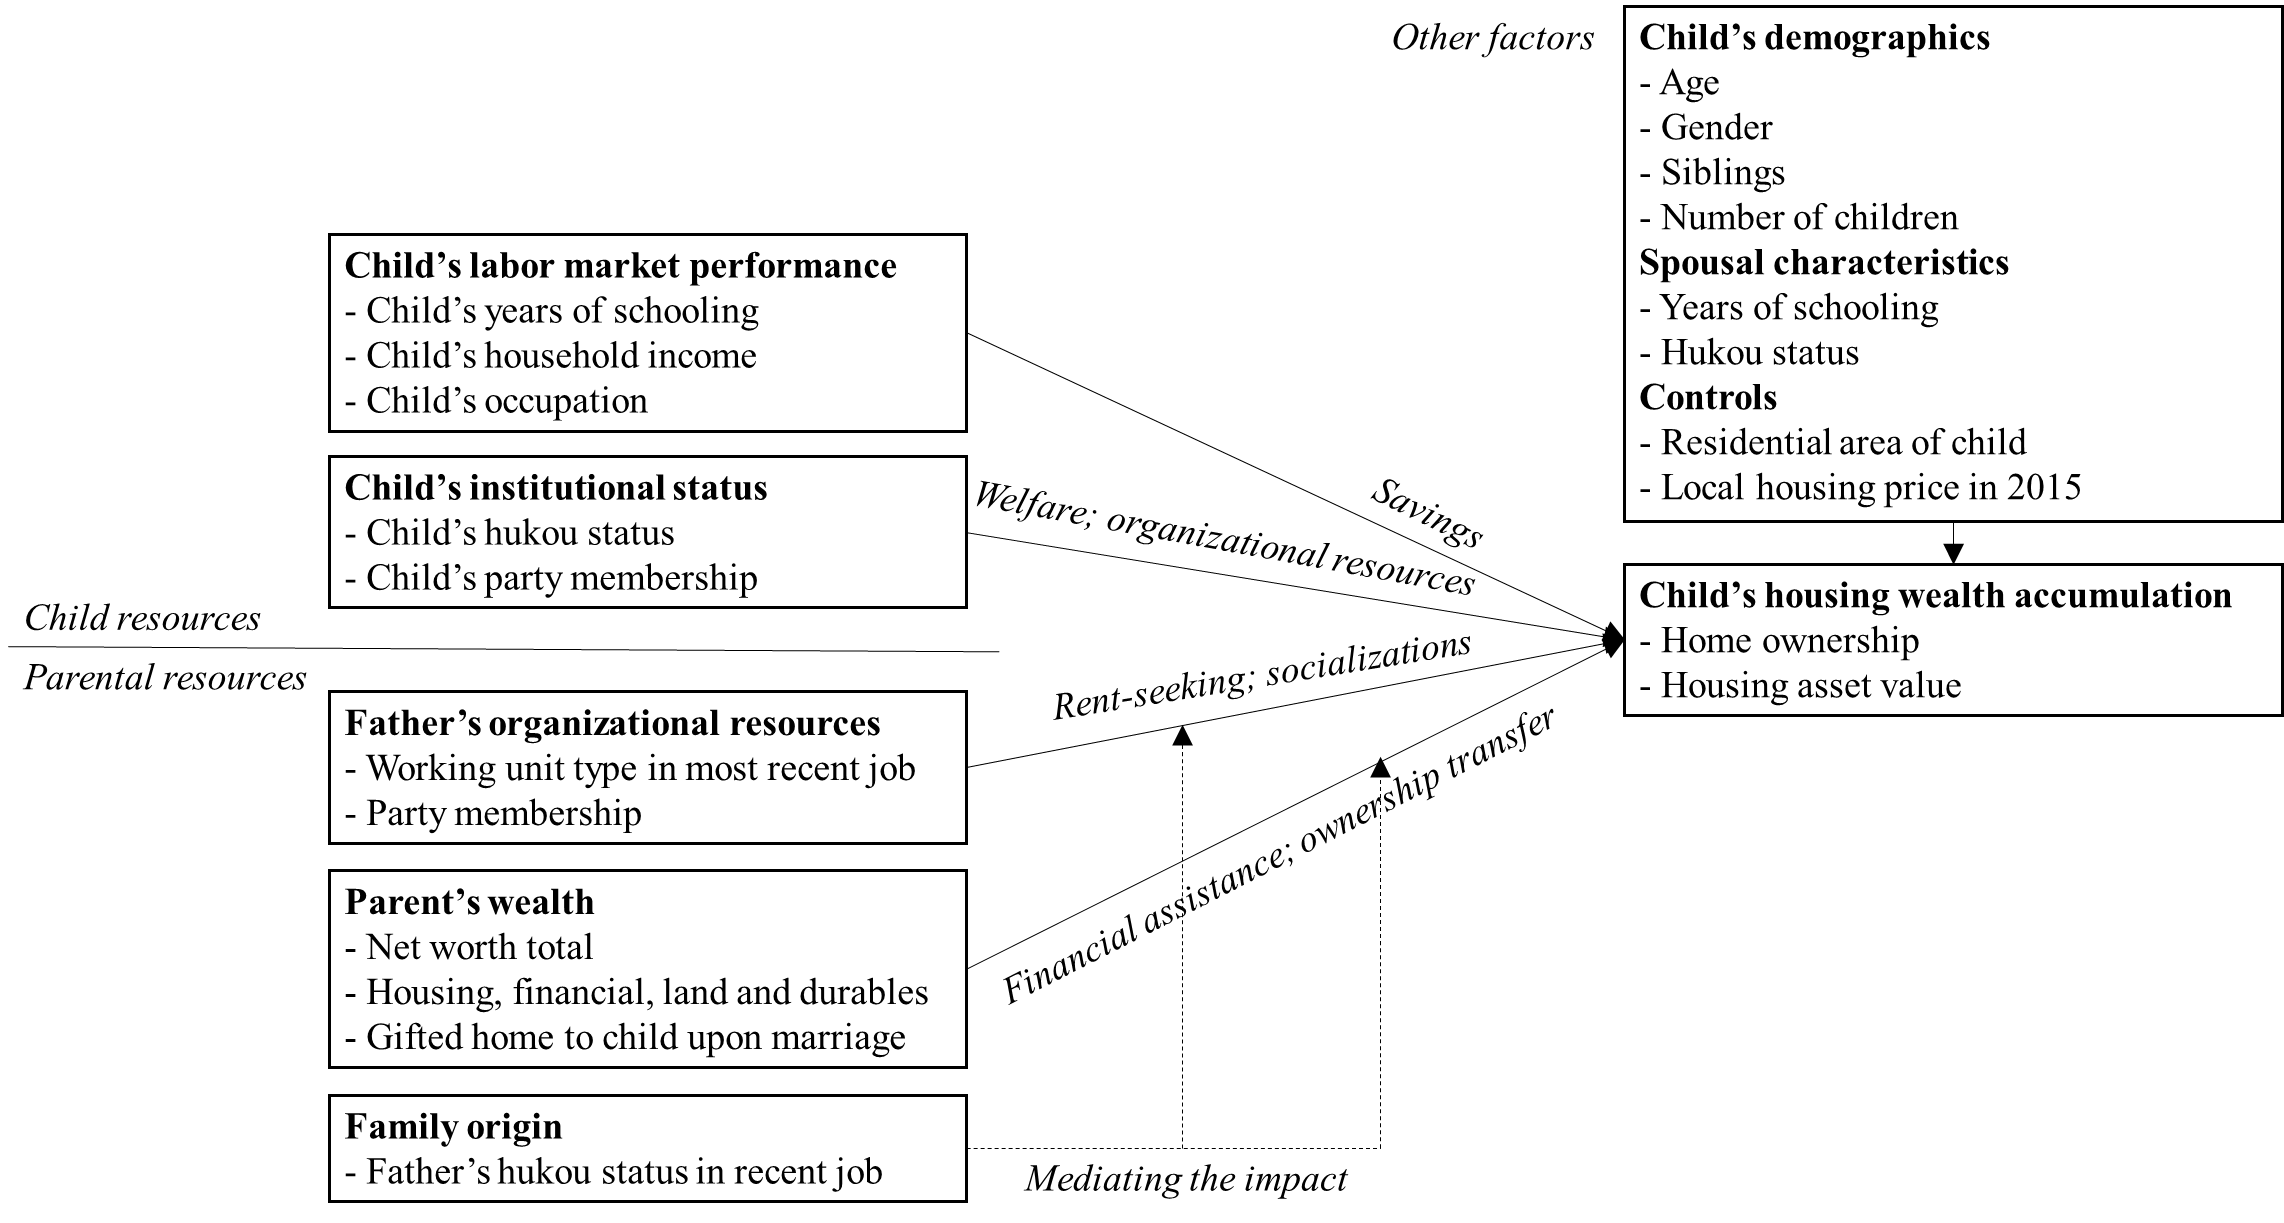 Other factors
Child’s demographics
- Age
- Gender
- Siblings
- Number of children
Spousal characteristics
- Years of schooling
- Hukou status
Controls
- Residential area of child
- Local housing price in 2015
Child’s labor market performance
- Child’s years of schooling
- Child’s household income
- Child’s occupation
Child’s institutional status
- Child’s hukou status
- Child’s party membership
Savings
Welfare; organizational resources
Child’s housing wealth accumulation
- Home ownership
- Housing asset value
Child resources
Parental resources
Rent-seeking; socializations
Father’s organizational resources
- Working unit type in most recent job
- Party membership
Financial assistance; ownership transfer
Parent’s wealth
- Net worth total
- Housing, financial, land and durables
- Gifted home to child upon marriage
Family origin
- Father’s hukou status in recent job
Mediating the impact